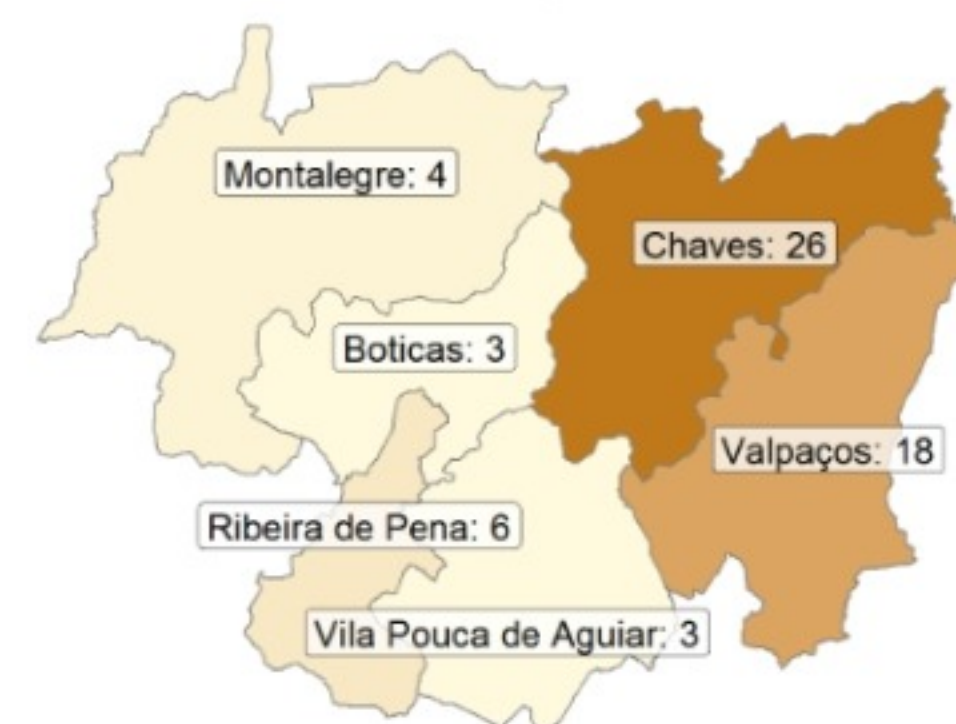 Montalegre: 4
Chaves: 26
Boticas: 3
Valpaços: 18
Ribeira de Pena: 6
Vila Pouca de Aguiar: 3